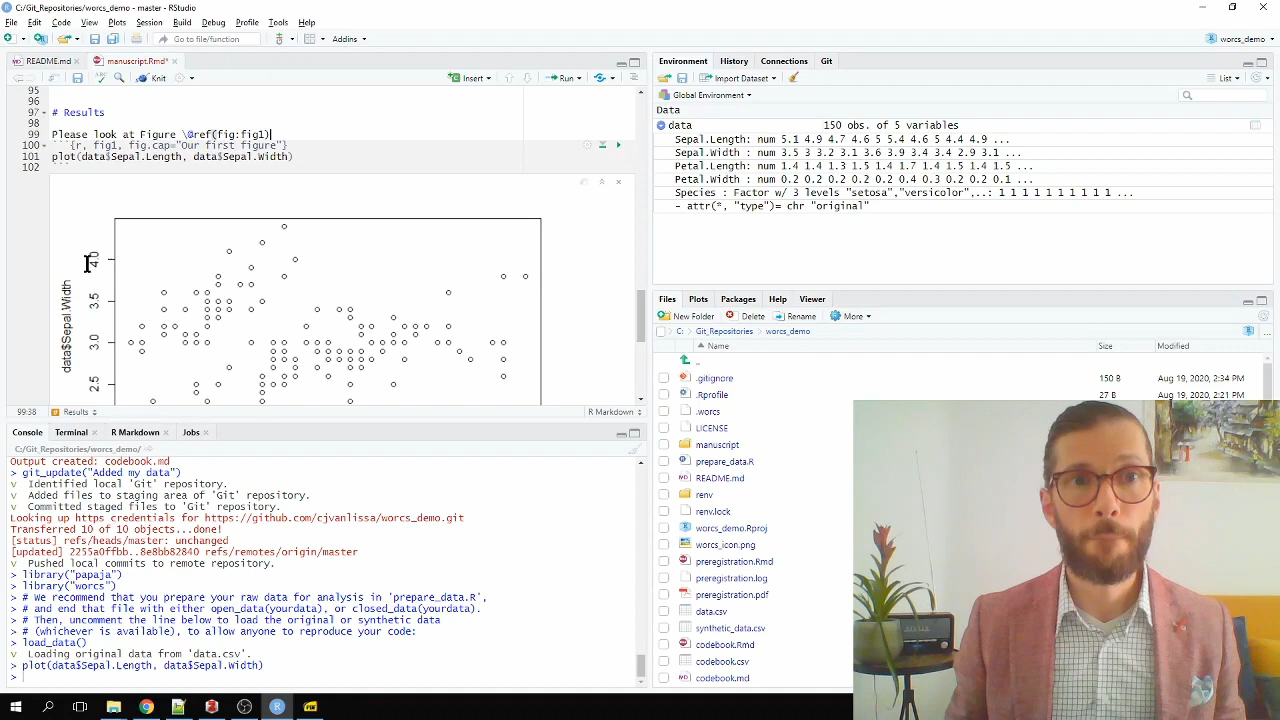 worcs_demo - master - RStudio
File Edit Code View Plots Session Build Debug Profile Tools Help
Go to file/function Addins worcs_demo
README.md manuscript.Rmd*
Knit Insert Run
95
96
97 # Results
98
99 Please look at Figure \@ref(fig:fig1)
100 ```{r, fig1, fig.cap="Our first figure"}
101 plot(data$Sepal.Length, data$Sepal.Width)
102 ```
data$Sepal.Width
4.0
3.5
3.0
2.5
99:38 Results R Markdown
Console Terminal R Markdown Jobs
C:/Git_Repositories/worcs_demo/
Output created: codebook.md
> git_update("Added my data")
v Identified local 'Git' repository.
v Added files to staging area of 'Git' repository.
v Committed staged files to 'Git' repository.
Looking up https credentials for https://github.com/cjvanlissa/worcs_demo.git
Transferred 10 of 10 objects...done!
[status] refs/heads/master: unchanged
[updated] 2255a0ffbb..8e8bb82840 refs/remotes/origin/master
v Pushed local commits to remote repository.
> library("papaja")
> library("worcs")
> # We recommend that you prepare your raw data for analysis in 'prepare_data.R',
> # and end that file with either open_data(yourdata), or closed_data(yourdata).
> # Then, uncomment the line below to load the original or synthetic data
> # (whichever is available), to allow anyone to reproduce your code:
> load_data()
v Loading original data from 'data.csv'.
> plot(data$Sepal.Length, data$Sepal.Width)
>
Environment History Connections Git
Import Dataset List
Global Environment
Data
data 150 obs. of 5 variables
Sepal.Length: num 5.1 4.9 4.7 4.6 5 5.4 4.6 5 4.4 4.9 ...
Sepal.Width : num 3.5 3 3.2 3.1 3.6 3.9 3.4 3.4 2.9 3.1 ...
Petal.Length: num 1.4 1.4 1.3 1.5 1.4 1.7 1.4 1.5 1.4 1.5 ...
Petal.Width : num 0.2 0.2 0.2 0.2 0.2 0.4 0.3 0.2 0.2 0.1 ...
Species : Factor w/ 3 levels "setosa","versicolor",..: 1 1 1 1 1 1 1 1 1 1 ...
- attr(*, "type")= chr "original"
Files Plots Packages Help Viewer
New Folder Delete Rename More
C: Git_Repositories worcs_demo
Name Size Modified
..
.gitignore 150 B Aug 19, 2020, 2:34 PM
.Rprofile 27 B Aug 19, 2020, 2:21 PM
.worcs
LICENSE
manuscript
prepare_data.R
README.md
renv
renv.lock
worcs_demo.Rproj
worcs_icon.png
preregistration.Rmd
preregistration.log
preregistration.pdf
data.csv
synthetic_data.csv
codebook.Rmd
codebook.csv
codebook.md